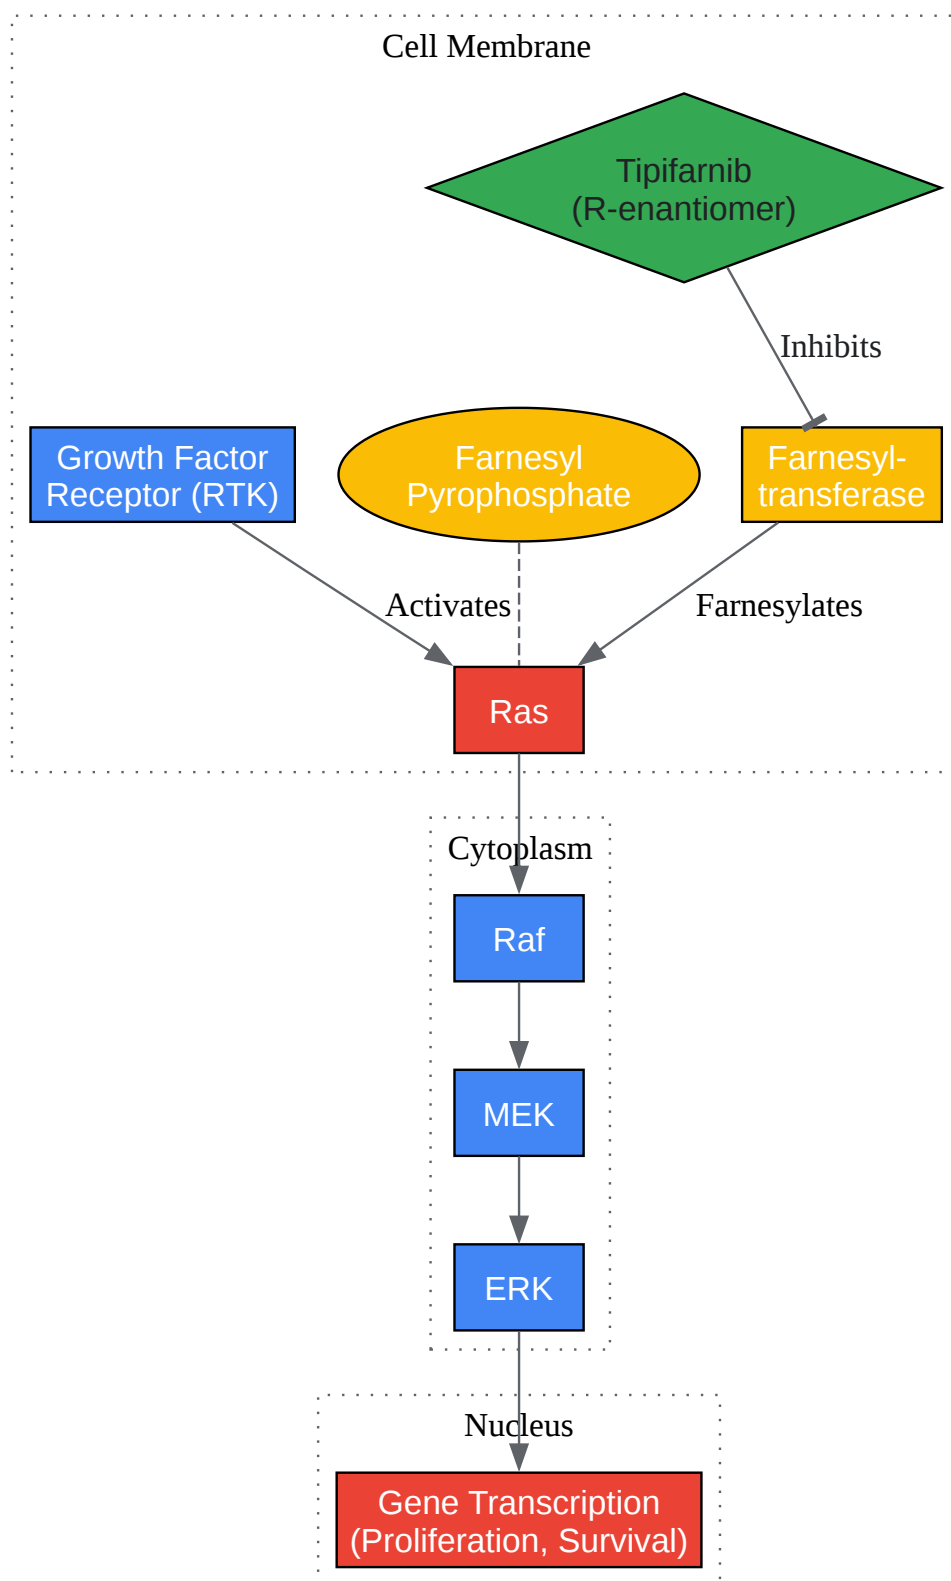 Cell Membrane
Tipifarnib
(R-enantiomer)
Inhibits
Growth Factor
Receptor (RTK)
Farnesyl
Pyrophosphate
Farnesyl-
transferase
Activates
Farnesylates
Ras
Cytoplasm
Raf
MEK
ERK
Nucleus
Gene Transcription
(Proliferation, Survival)